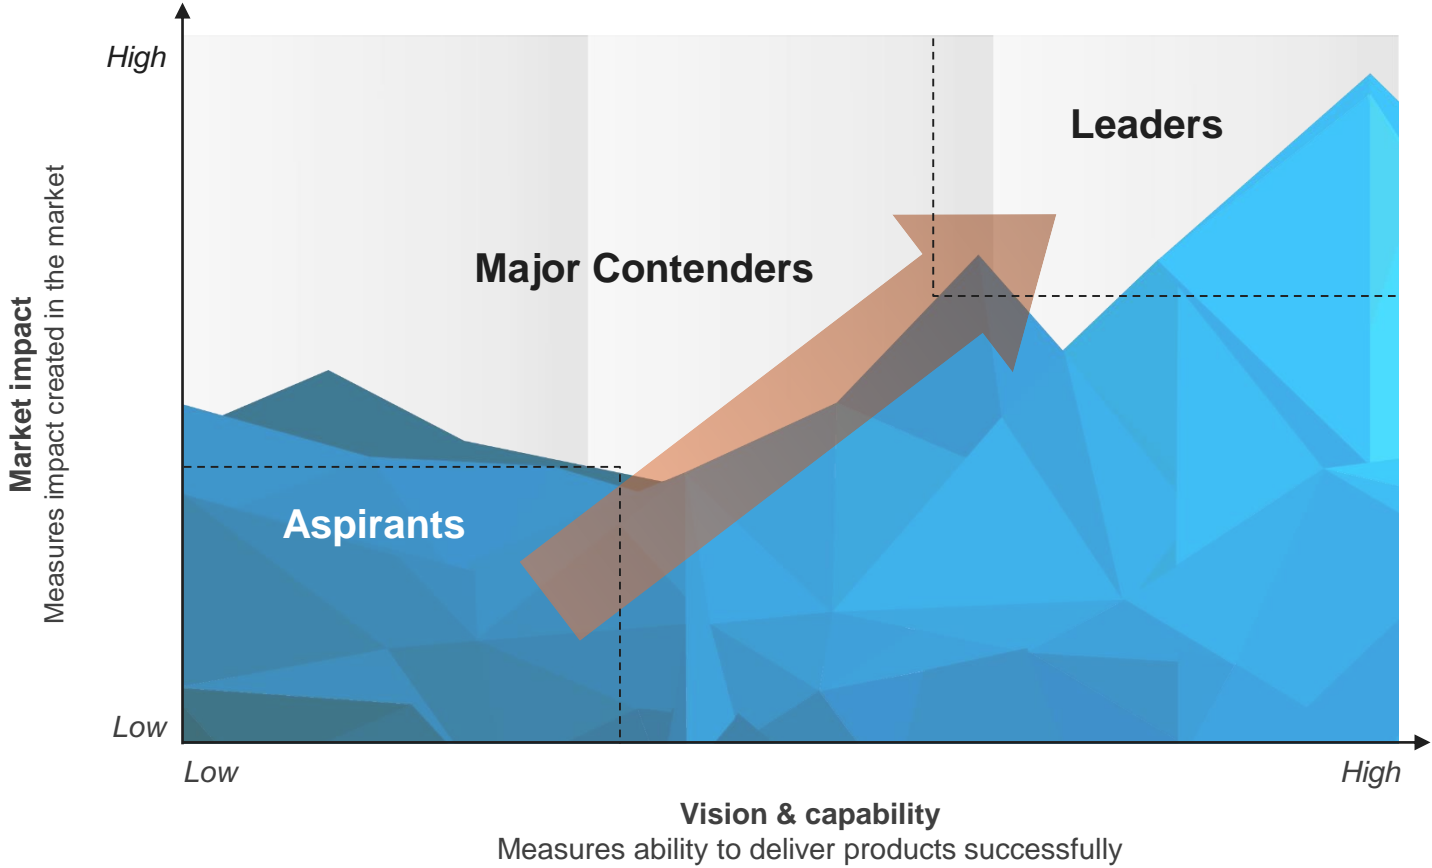 High
Leaders
Major Contenders
Market impact
Measures impact created in the market
Aspirants
Low
Low
High
Vision & capability
Measures ability to deliver products successfully